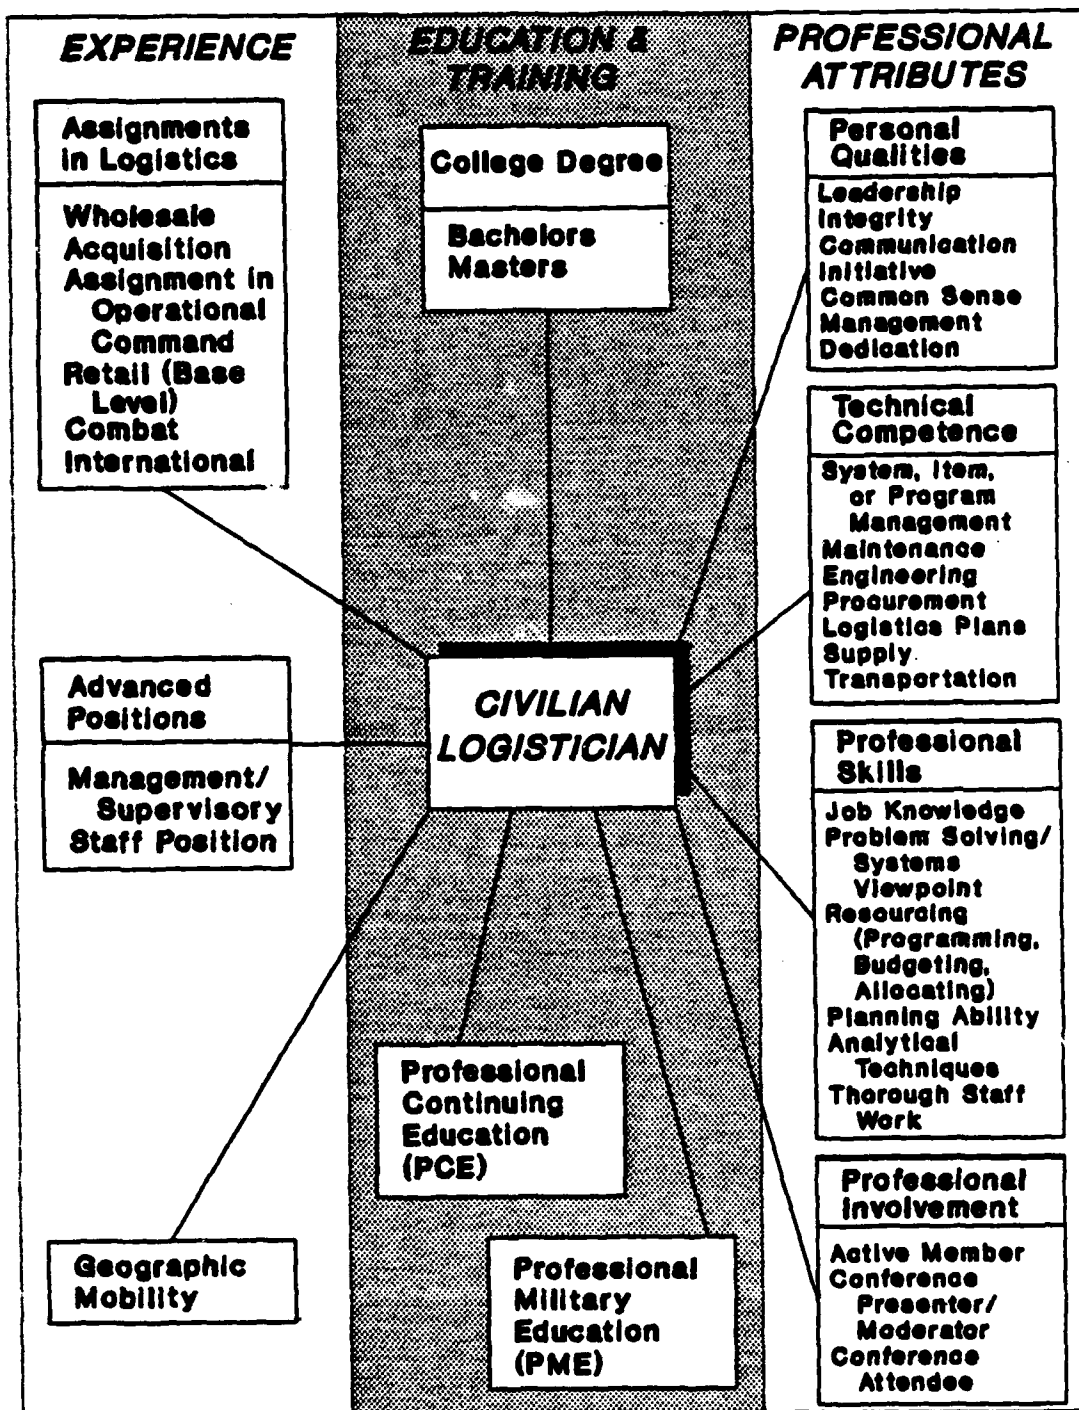 EXPERIENCE
Assignments
in Logistics
Wholesale
Acquisition
Assignment in
Operational
Command
Retail (Base
Level)
Combat
International
Advanced
Positions
Management/
Supervisory
Staff Position
Geographic
Mobility
EDUCATION &
TRAINING
College Degree
Bachelors
Masters
CIVILIAN
LOGISTICIAN
Professional
Continuing
Education
(PCE)
Professional
Military
Education
(PME)
PROFESSIONAL
ATTRIBUTES
Personal
Qualities
Leadership
Integrity
Communication
Initiative
Common Sense
Management
Dedication
Technical
Competence
System, Item,
or Program
Management
Maintenance
Engineering
Procurement
Logistics Plans
Supply
Transportation
Professional
Skills
Job Knowledge
Problem Solving/
Systems
Viewpoint
Resourcing
(Programming,
Budgeting,
Allocating)
Planning Ability
Analytical
Techniques
Thorough Staff
Work
Professional
Involvement
Active Member
Conference
Presenter/
Moderator
Conference
Attendee